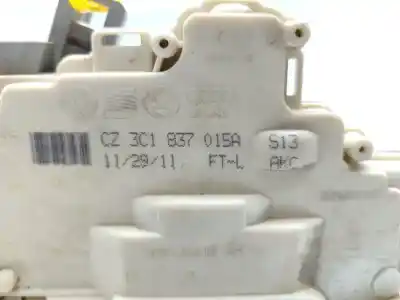 CZ 3C1 837 015A S13
11/29/11 FT-L AKC